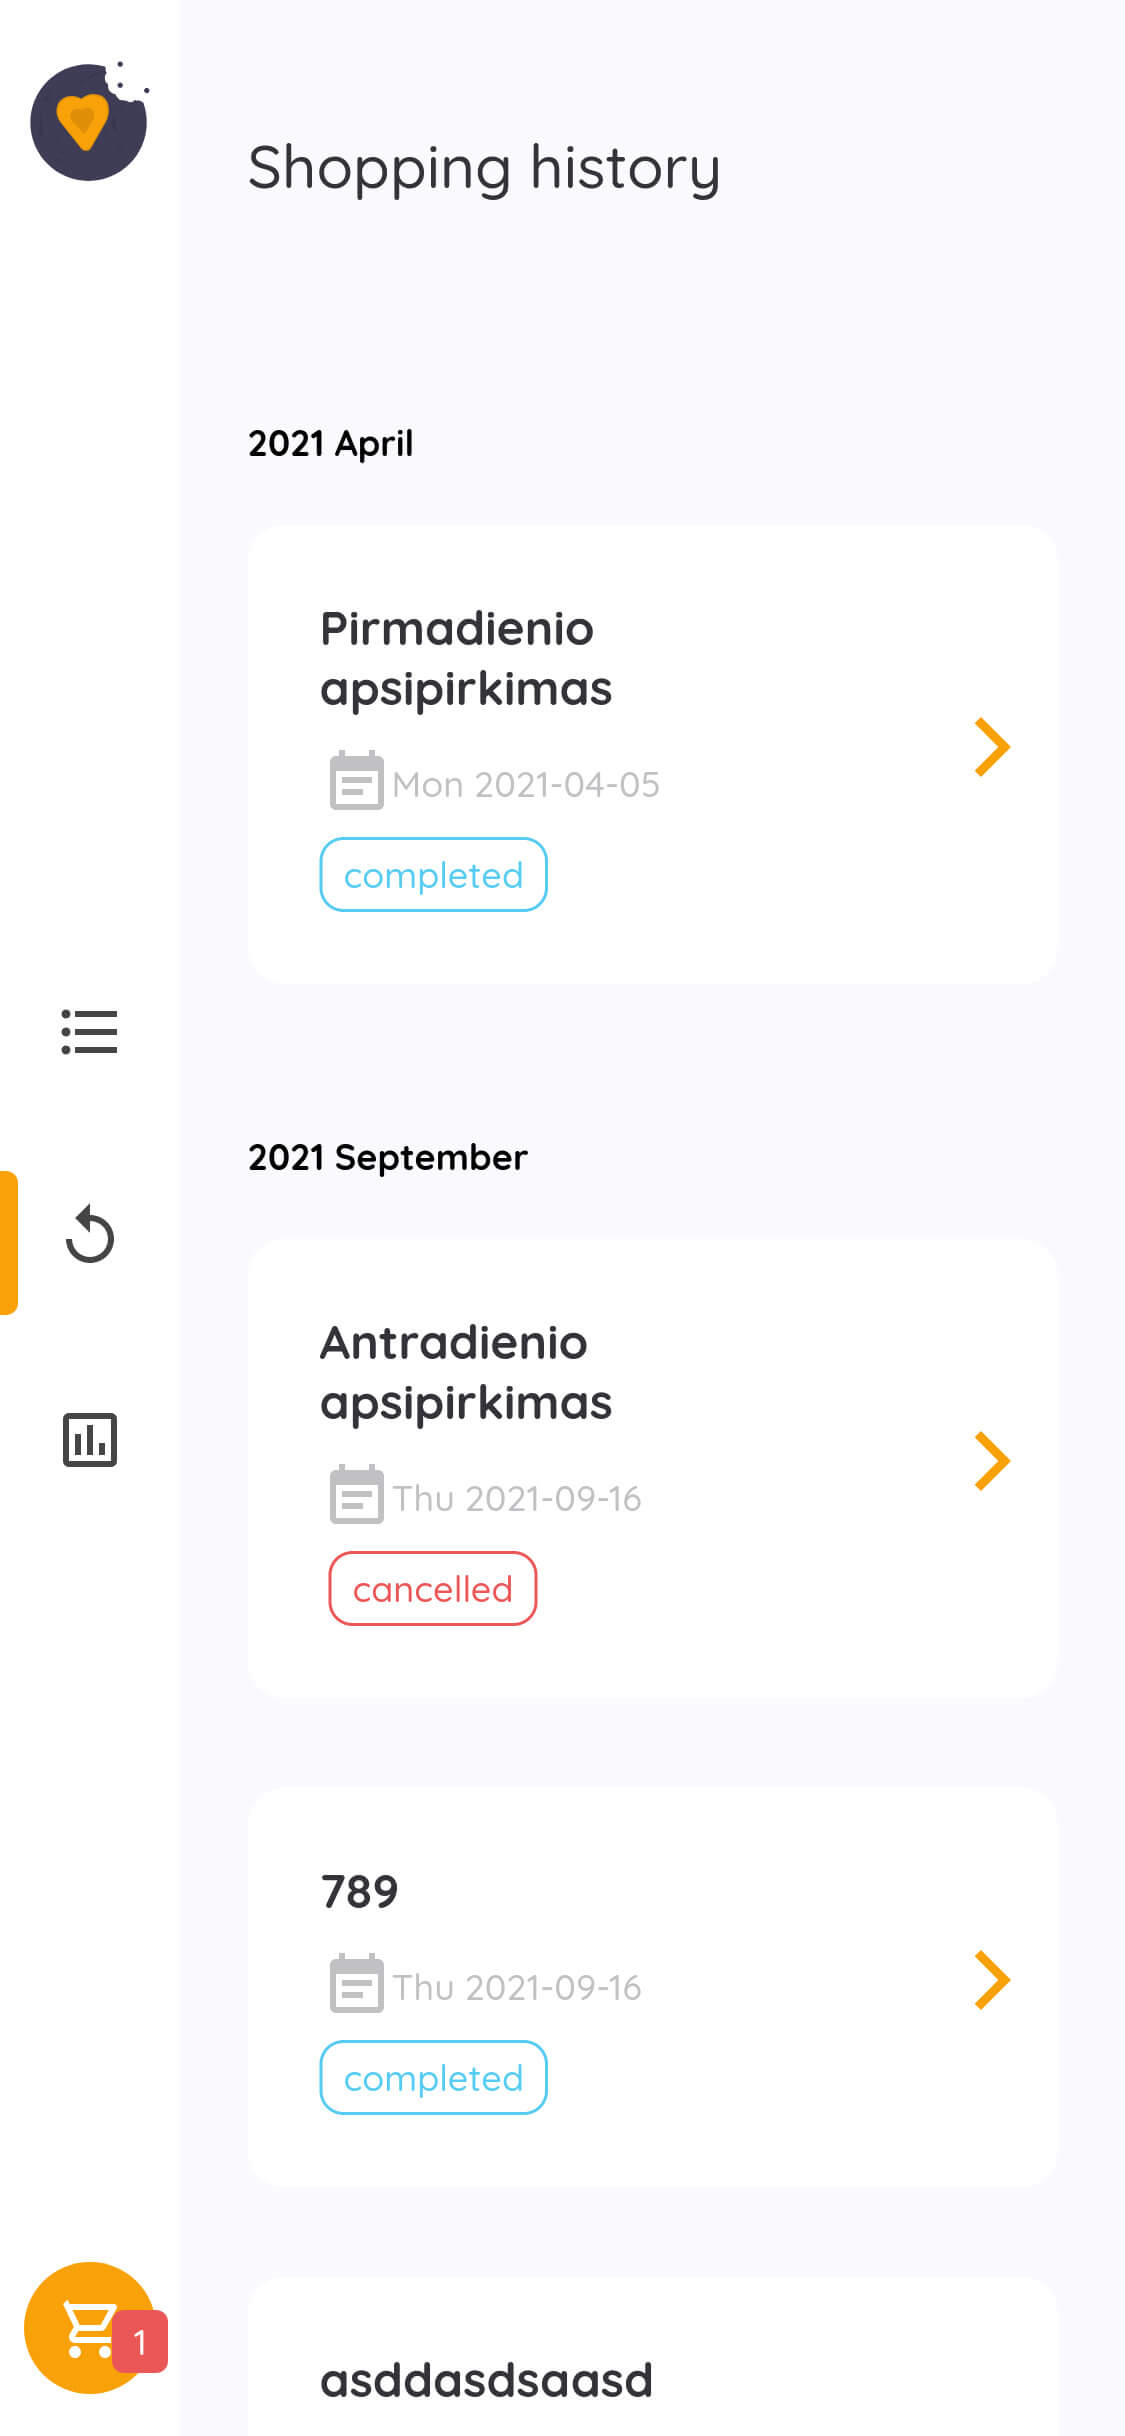 Shopping history
2021 April
Pirmadienio
apsipirkimas
Mon 2021-04-05
completed
2021 September
Antradienio
apsipirkimas
Thu 2021-09-16
cancelled
789
Thu 2021-09-16
completed
1
asddasdsaasd